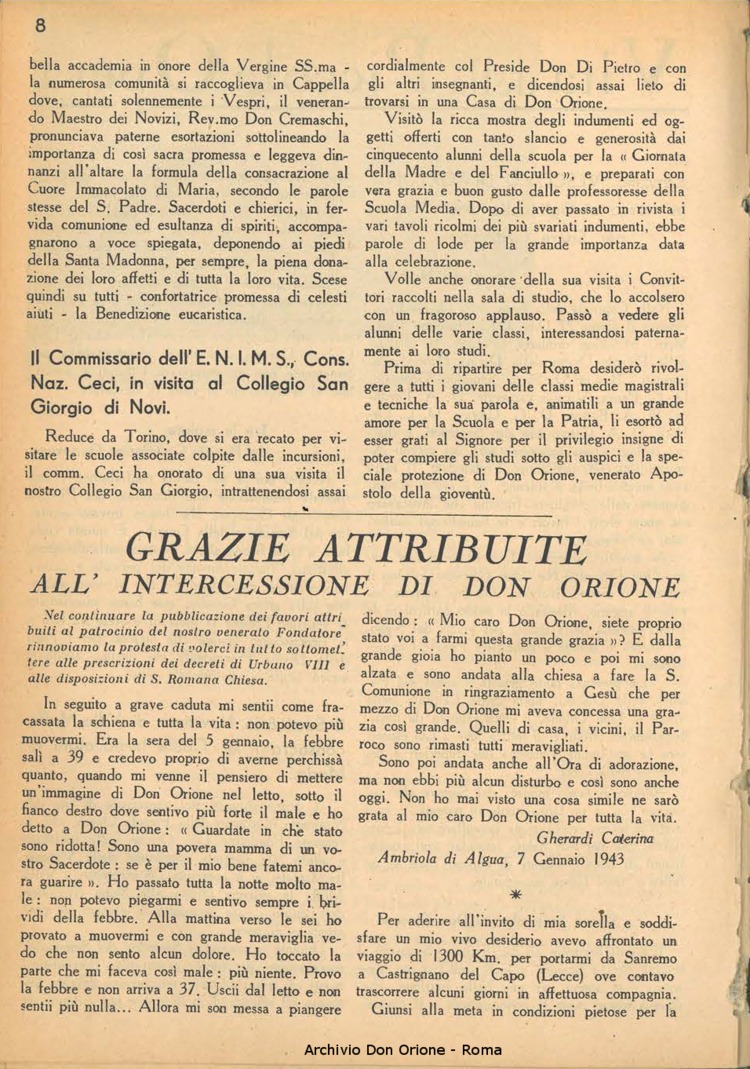 8
bella accademia in onore della Vergine SS.ma -
la numerosa comunità si raccoglieva in Cappella
dove, cantati solennemente i Vespri, il veneran-
do Maestro dei Novizi, Rev.mo Don Cremaschi,
pronunciava paterne esortazioni sottolineando la
importanza di così sacra promessa e leggeva din-
nanzi all'altare la formula della consacrazione al
Cuore Immacolato di Maria, secondo le parole
stesse del S. Padre. Sacerdoti e chierici, in fer-
vida comunione ed esultanza di spiriti, accompa-
gnarono a voce spiegata, deponendo ai piedi
della Santa Madonna, per sempre, la piena dona-
zione dei loro affetti e di tutta la loro vita. Scese
quindi su tutti - confortatrice promessa di celesti
aiuti - la Benedizione eucaristica.
Il Commissario dell' E. N. I. M. S., Cons.
Naz. Ceci, in visita al Collegio San
Giorgio di Novi.
Reduce da Torino, dove si era recato per vi-
sitare le scuole associate colpite dalle incursioni,
il comm. Ceci ha onorato di una sua visita il
nostro Collegio San Giorgio, intrattenendosi assai
cordialmente col Preside Don Di Pietro e con
gli altri insegnanti, e dicendosi assai lieto di
trovarsi in una Casa di Don Orione.
Visitò la ricca mostra degli indumenti ed og-
getti offerti con tanto slancio e generosità dai
cinquecento alunni della scuola per la « Giornata
della Madre e del Fanciullo », e preparati con
vera grazia e buon gusto dalle professoresse della
Scuola Media. Dopo di aver passato in rivista i
vari tavoli ricolmi dei più svariati indumenti, ebbe
parole di lode per la grande importanza data
alla celebrazione.
Volle anche onorare della sua visita i Convit-
tori raccolti nella sala di studio, che lo accolsero
con un fragoroso applauso. Passò a vedere gli
alunni delle varie classi, interessandosi paterna-
mente ai loro studi.
Prima di ripartire per Roma desiderò rivol-
gere a tutti i giovani delle classi medie magistrali
e tecniche la sua parola e, animatili a un grande
amore per la Scuola e per la Patria, li esortò ad
esser grati al Signore per il privilegio insigne di
poter compiere gli studi sotto gli auspici e la spe-
ciale protezione di Don Orione, venerato Apo-
stolo della gioventù.
GRAZIE ATTRIBUITE
ALL' INTERCESSIONE DI DON ORIONE
Nel continuare la pubblicazione dei favori attri-
buiti al patrocinio del nostro venerato Fondatore
rinnoviamo la protesta di volerci in tutto sottomet-
tere alle prescrizioni dei decreti di Urbano VIII e
alle disposizioni di S. Romana Chiesa.
In seguito a grave caduta mi sentii come fra-
cassata la schiena e tutta la vita : non potevo più
muovermi. Era la sera del 5 gennaio, la febbre
salì a 39 e credevo proprio di averne perchissà
quanto, quando mi venne il pensiero di mettere
un'immagine di Don Orione nel letto, sotto il
fianco destro dove sentivo più forte il male e ho
detto a Don Orione : « Guardate in che stato
sono ridotta! Sono una povera mamma di un vo-
stro Sacerdote : se è per il mio bene fatemi anco-
ra guarire ». Ho passato tutta la notte molto ma-
le : non potevo piegarmi e sentivo sempre i bri-
vidi della febbre. Alla mattina verso le sei ho
provato a muovermi e con grande meraviglia ve-
do che non sento alcun dolore. Ho toccato la
parte che mi faceva così male : più niente. Provo
la febbre e non arriva a 37. Uscii dal letto e non
sentii più nulla... Allora mi son messa a piangere
dicendo : « Mio caro Don Orione, siete proprio
stato voi a farmi questa grande grazia »? E dalla
grande gioia ho pianto un poco e poi mi sono
alzata e sono andata alla chiesa a fare la S.
Comunione in ringraziamento a Gesù che per
mezzo di Don Orione mi aveva concessa una gra-
zia così grande. Quelli di casa, i vicini, il Par-
roco sono rimasti tutti meravigliati.
Sono poi andata anche all'Ora di adorazione,
ma non ebbi più alcun disturbo e così sono anche
oggi. Non ho mai visto una cosa simile ne sarò
grata al mio caro Don Orione per tutta la vita.
Gherardi Caterina
Ambriola di Algua, 7 Gennaio 1943
*
Per aderire all'invito di mia sorella e soddi-
sfare un mio vivo desiderio avevo affrontato un
viaggio di 1300 Km. per portarmi da Sanremo
a Castrignano del Capo (Lecce) ove contavo
trascorrere alcuni giorni in affettuosa compagnia.
Giunsi alla meta in condizioni pietose per la
Archivio Don Orione - Roma